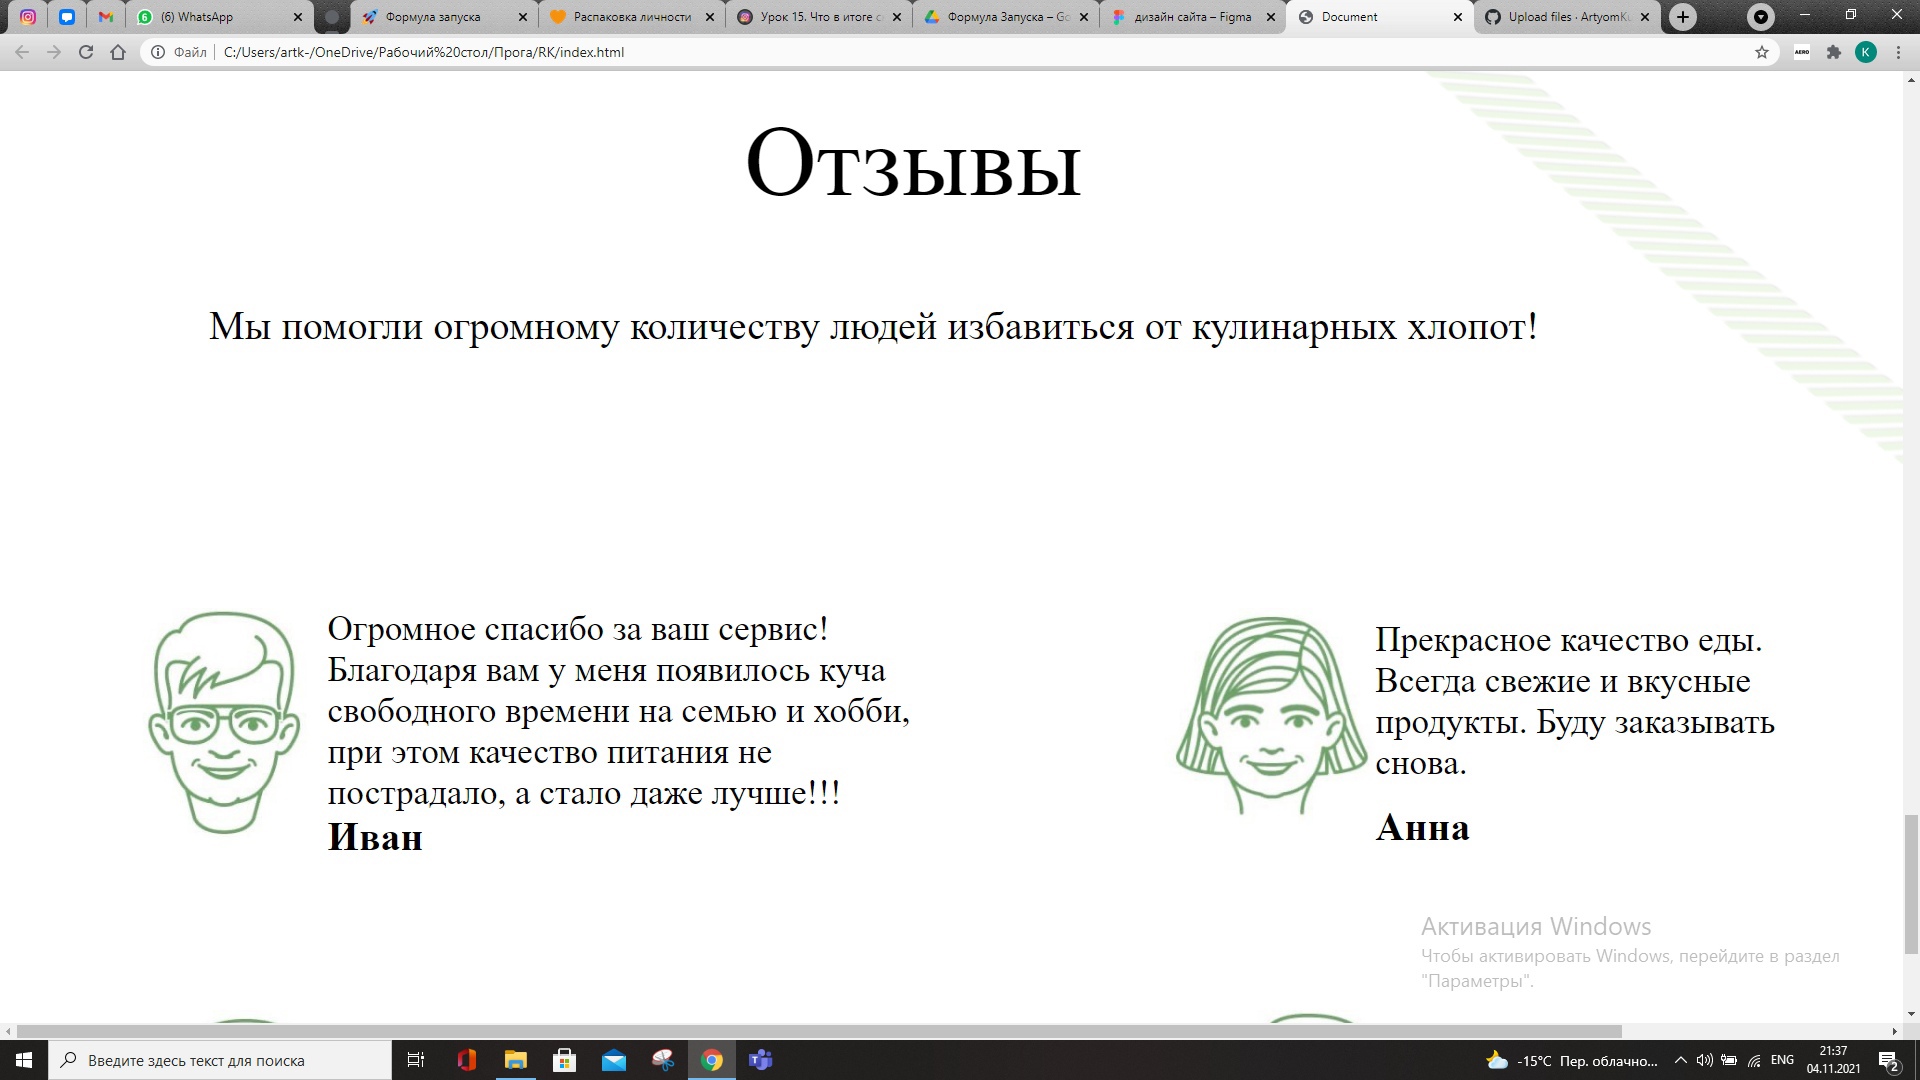 (6) WhatsApp
Формула запуска
Распаковка личности
Урок 15. Что в итоге с
Формула Запуска – Go
дизайн сайта – Figma
Document
Upload files · ArtyomKu
Файл
C:/Users/artk-/OneDrive/Рабочий%20стол/Прога/RK/index.html
AERO
K
Отзывы
Мы помогли огромному количеству людей избавиться от кулинарных хлопот!
Огромное спасибо за ваш сервис!
Благодаря вам у меня появилось куча
свободного времени на семью и хобби,
при этом качество питания не
пострадало, а стало даже лучше!!!
Иван
Прекрасное качество еды.
Всегда свежие и вкусные
продукты. Буду заказывать
снова.
Анна
Активация Windows
Чтобы активировать Windows, перейдите в раздел
"Параметры".
Введите здесь текст для поиска
-15°C Пер. облачно...
ENG
21:37
04.11.2021
2